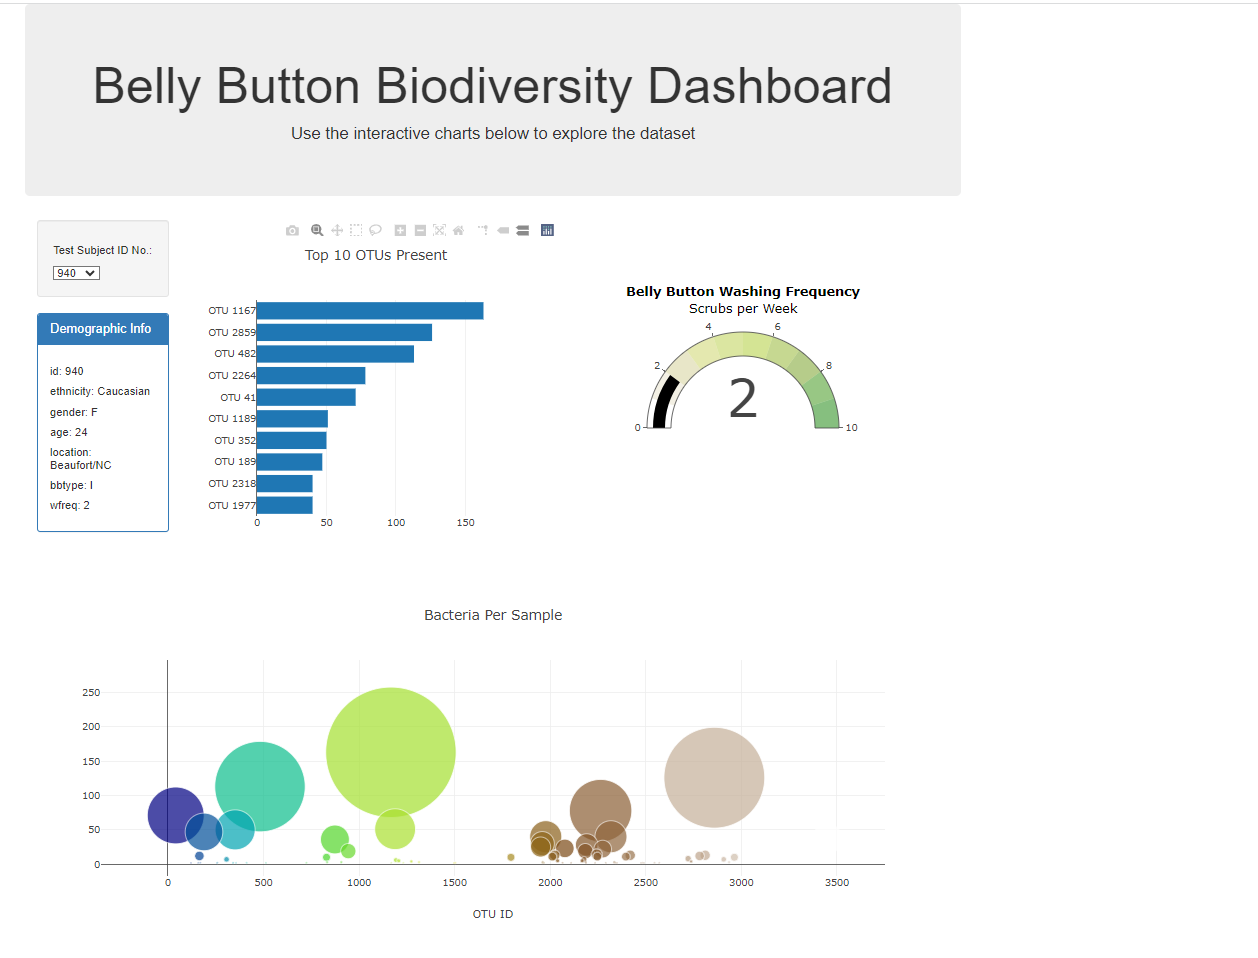 Belly Button Biodiversity Dashboard
Use the interactive charts below to explore the dataset
Test Subject ID No.:
940
Demographic Info
id: 940
ethnicity: Caucasian
gender: F
age: 24
location:
Beaufort/NC
bbtype: I
wfreq: 2
Top 10 OTUs Present
OTU 1167
OTU 2859
OTU 482
OTU 2264
OTU 41
OTU 1189
OTU 352
OTU 189
OTU 2318
OTU 1977
0 50 100 150
Belly Button Washing Frequency
Scrubs per Week
4 6
2 8
2
0 10
Bacteria Per Sample
250
200
150
100
50
0
0 500 1000 1500 2000 2500 3000 3500
OTU ID